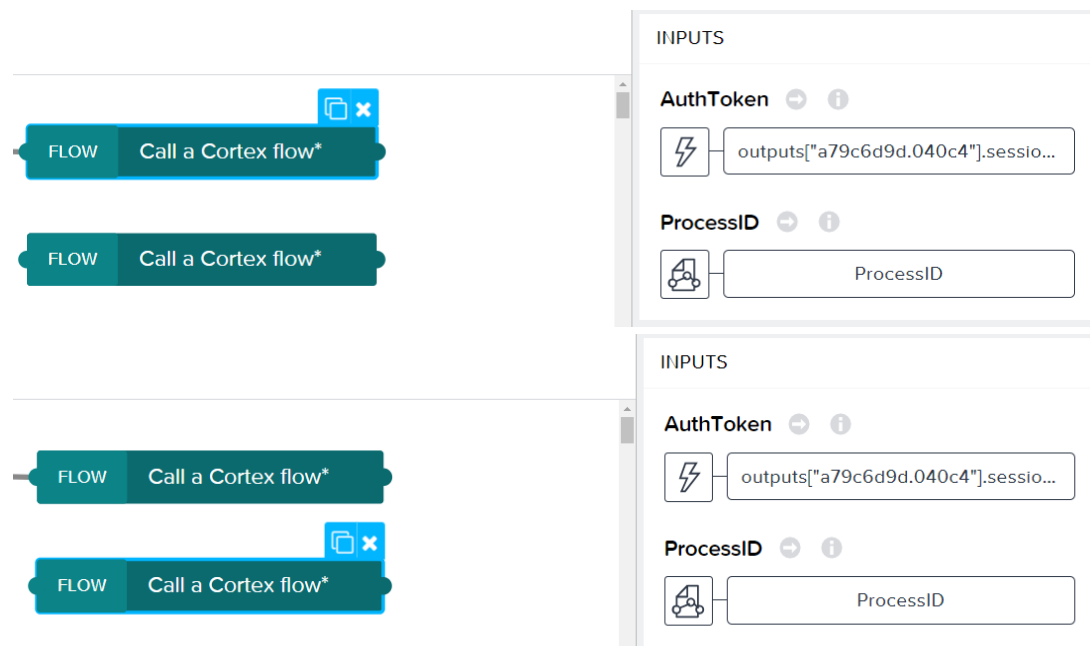 INPUTS
AuthToken
FLOW Call a Cortex flow*
outputs["a79c6d9d.040c4"].sessio...
ProcessID
FLOW Call a Cortex flow*
ProcessID
INPUTS
AuthToken
FLOW Call a Cortex flow*
outputs["a79c6d9d.040c4"].sessio...
ProcessID
FLOW Call a Cortex flow*
ProcessID